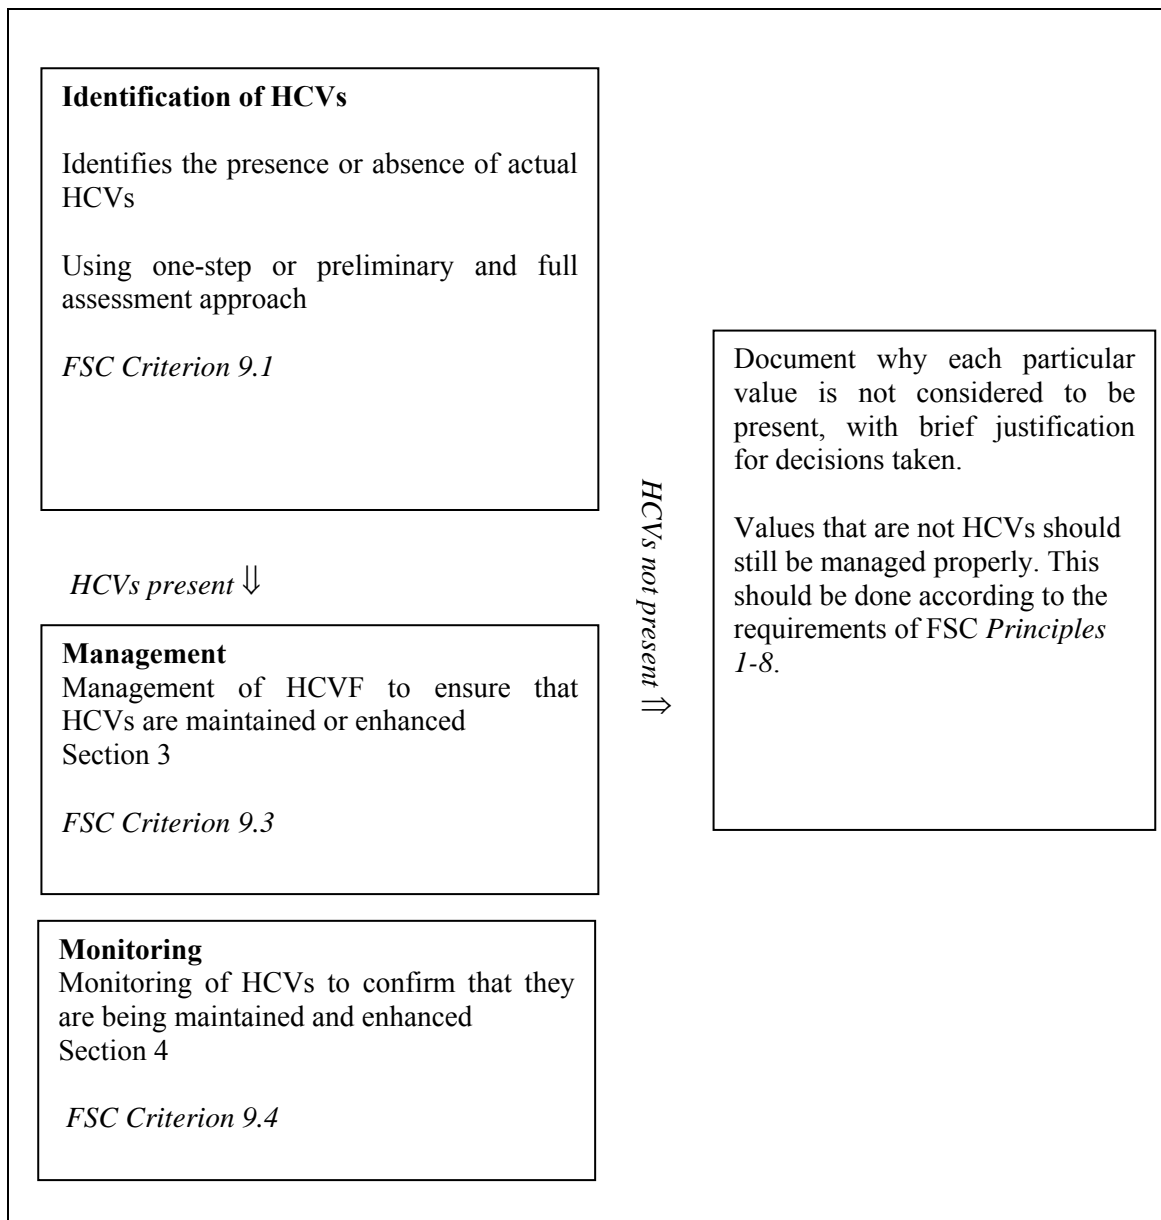 Identification of HCVs
Identifies the presence or absence of actual
HCVs
Using one-step or preliminary and full
assessment approach
FSC Criterion 9.1
HCVs present ⇓
Management
Management of HCVF to ensure that
HCVs are maintained or enhanced
Section 3
FSC Criterion 9.3
Monitoring
Monitoring of HCVs to confirm that they
are being maintained and enhanced
Section 4
FSC Criterion 9.4
HCVs not present ⇑
Document why each particular
value is not considered to be
present, with brief justification
for decisions taken.
Values that are not HCVs should
still be managed properly. This
should be done according to the
requirements of FSC Principles
1-8.